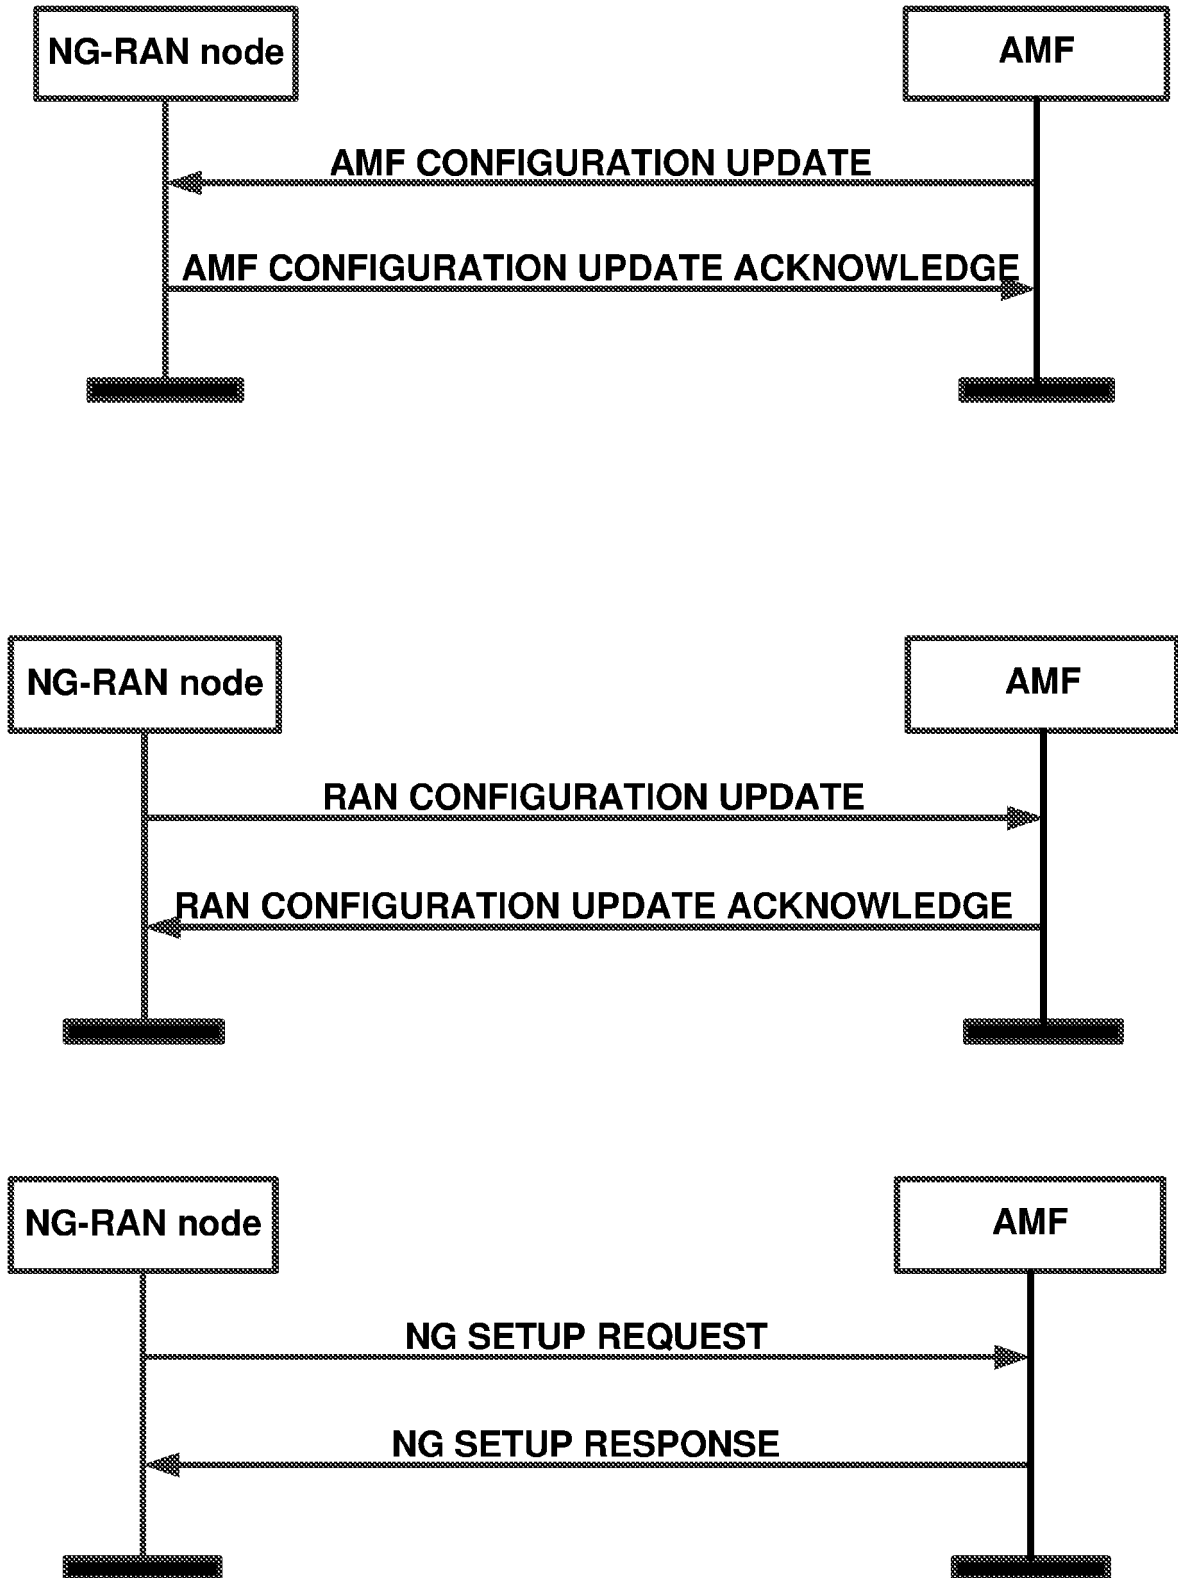 NG-RAN node
AMF
AMF CONFIGURATION UPDATE
AMF CONFIGURATION UPDATE ACKNOWLEDGE
NG-RAN node
AMF
RAN CONFIGURATION UPDATE
RAN CONFIGURATION UPDATE ACKNOWLEDGE
NG-RAN node
AMF
NG SETUP REQUEST
NG SETUP RESPONSE